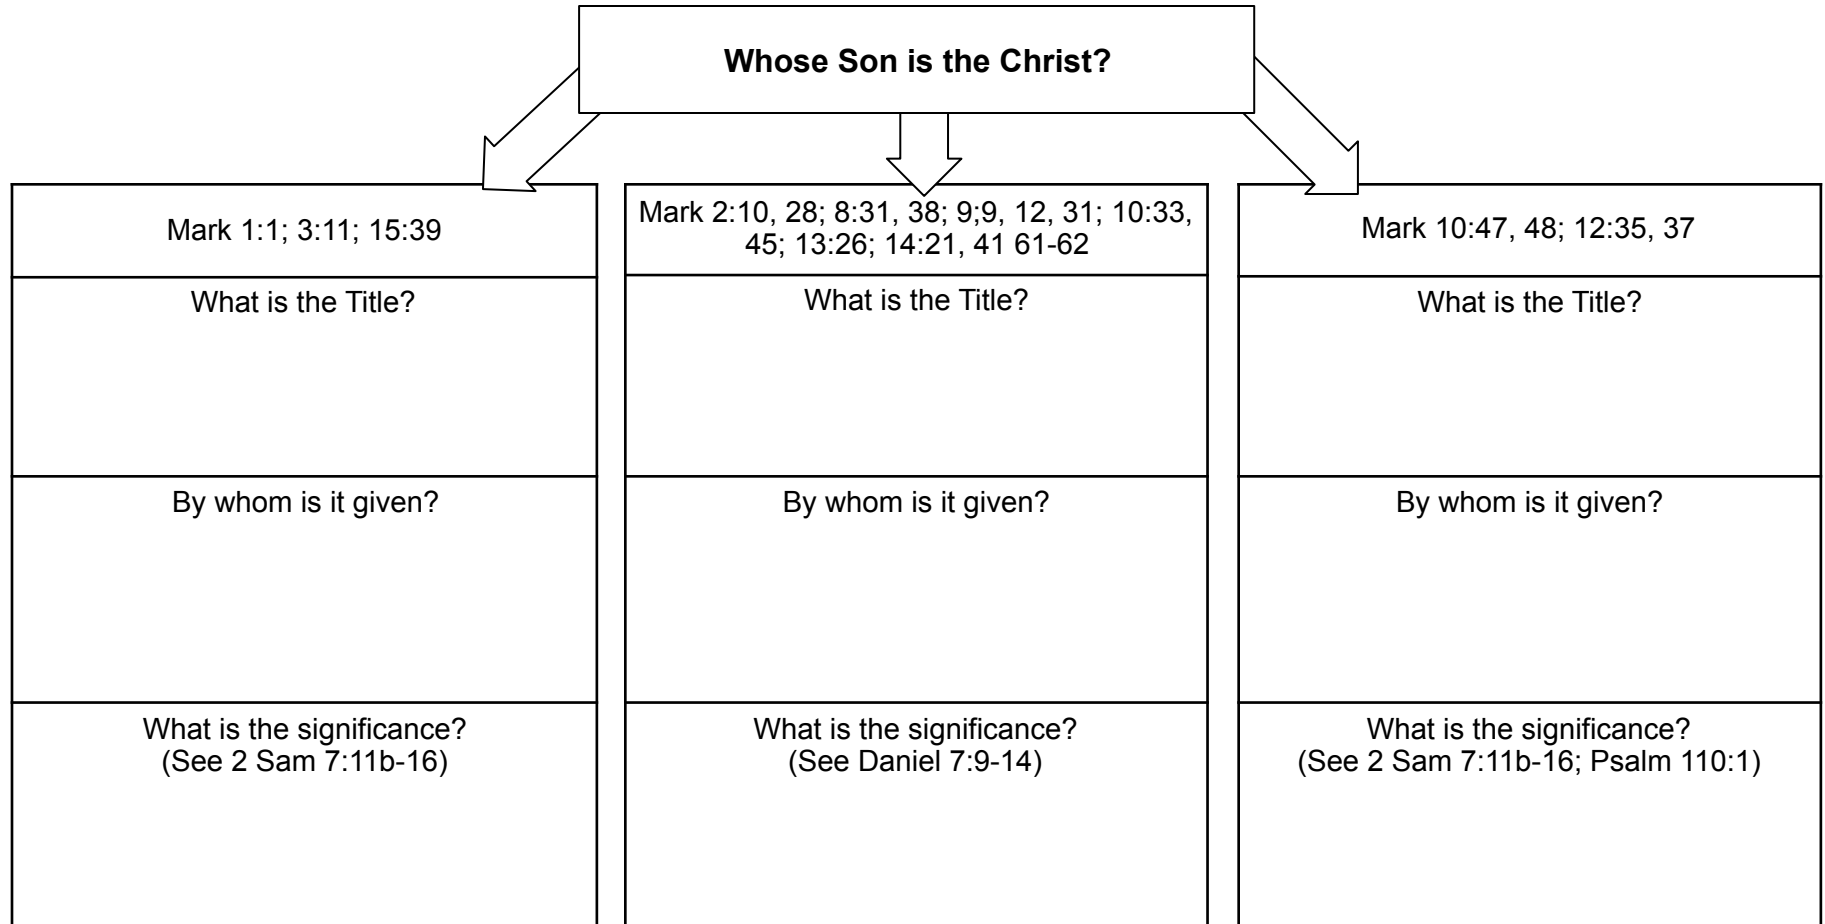 Whose Son is the Christ?
Mark 1:1; 3:11; 15:39
What is the Title?
By whom is it given?
What is the significance?
(See 2 Sam 7:11b-16)
Mark 2:10, 28; 8:31, 38; 9;9, 12, 31; 10:33,
45; 13:26; 14:21, 41 61-62
What is the Title?
By whom is it given?
What is the significance?
(See Daniel 7:9-14)
Mark 10:47, 48; 12:35, 37
What is the Title?
By whom is it given?
What is the significance?
(See 2 Sam 7:11b-16; Psalm 110:1)